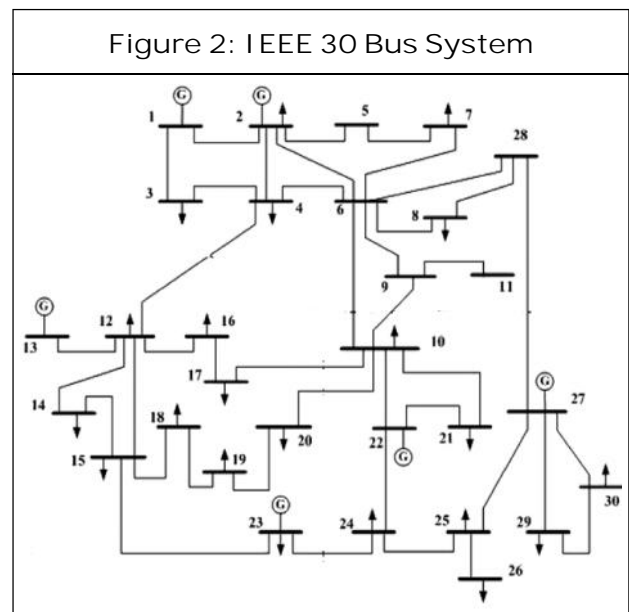 Figure 2: IEEE 30 Bus System
G G
1 2 5 7
28
3 4 6 8
9 11
G
13 12 16 10
G
17 27
14 18
20 22 21
15 19 G
30
G
23 24 25 29
26